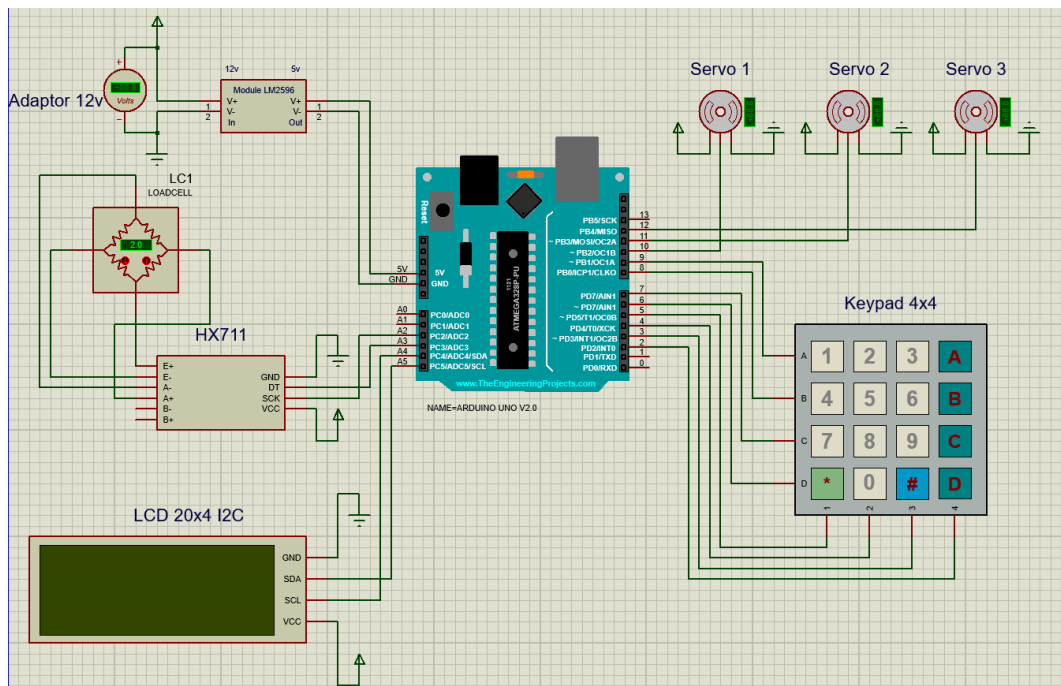 Adaptor 12v
+
Volts
−
12v
5v
Module LM2596
V+
V-
In
1
2
V+
V-
Out
1
2
Servo 1
Servo 2
Servo 3
LC1
LOADCELL
2.0
HX711
E+
E-
A-
A+
B-
B+
GND
DT
SCK
VCC
LCD 20x4 I2C
GND
SDA
SCL
VCC
Reset
5V
GND
5V
GND
A0
A1
A2
A3
A4
A5
PC0/ADC0
PC1/ADC1
PC2/ADC2
PC3/ADC3
PC4/ADC4/SDA
PC5/ADC5/SCL
1121
ATMEGA328P-PU
PB5/SCK 13
PB4/MISO 12
~ PB3/MOSI/OC2A 11
~ PB2/OC1B 10
~ PB1/OC1A 9
PB0/ICP1/CLKO 8
PD7/AIN1 7
~ PD7/AIN1 6
~ PD5/T1/OC0B 5
PD4/T0/XCK 4
~ PD3/INT1/OC2B 3
PD2/INT0 2
PD1/TXD 1
PD0/RXD 0
www.TheEngineeringProjects.com
NAME=ARDUINO UNO V2.0
Keypad 4x4
A 1 2 3 A
B 4 5 6 B
C 7 8 9 C
D * 0 # D
1 2 3 4